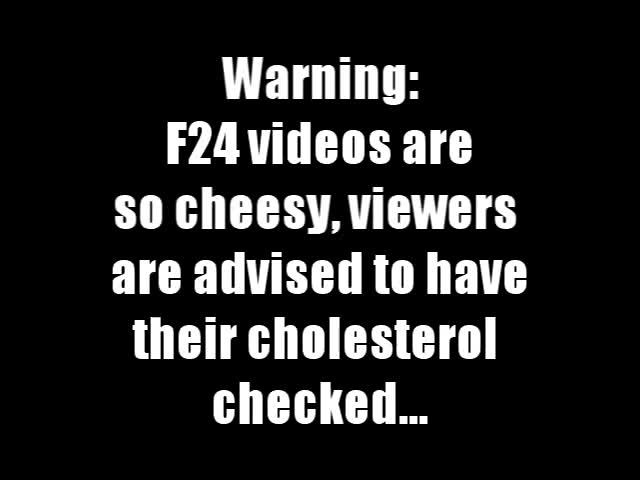 Warning:
F24 videos are
so cheesy, viewers
are advised to have
their cholesterol
checked...